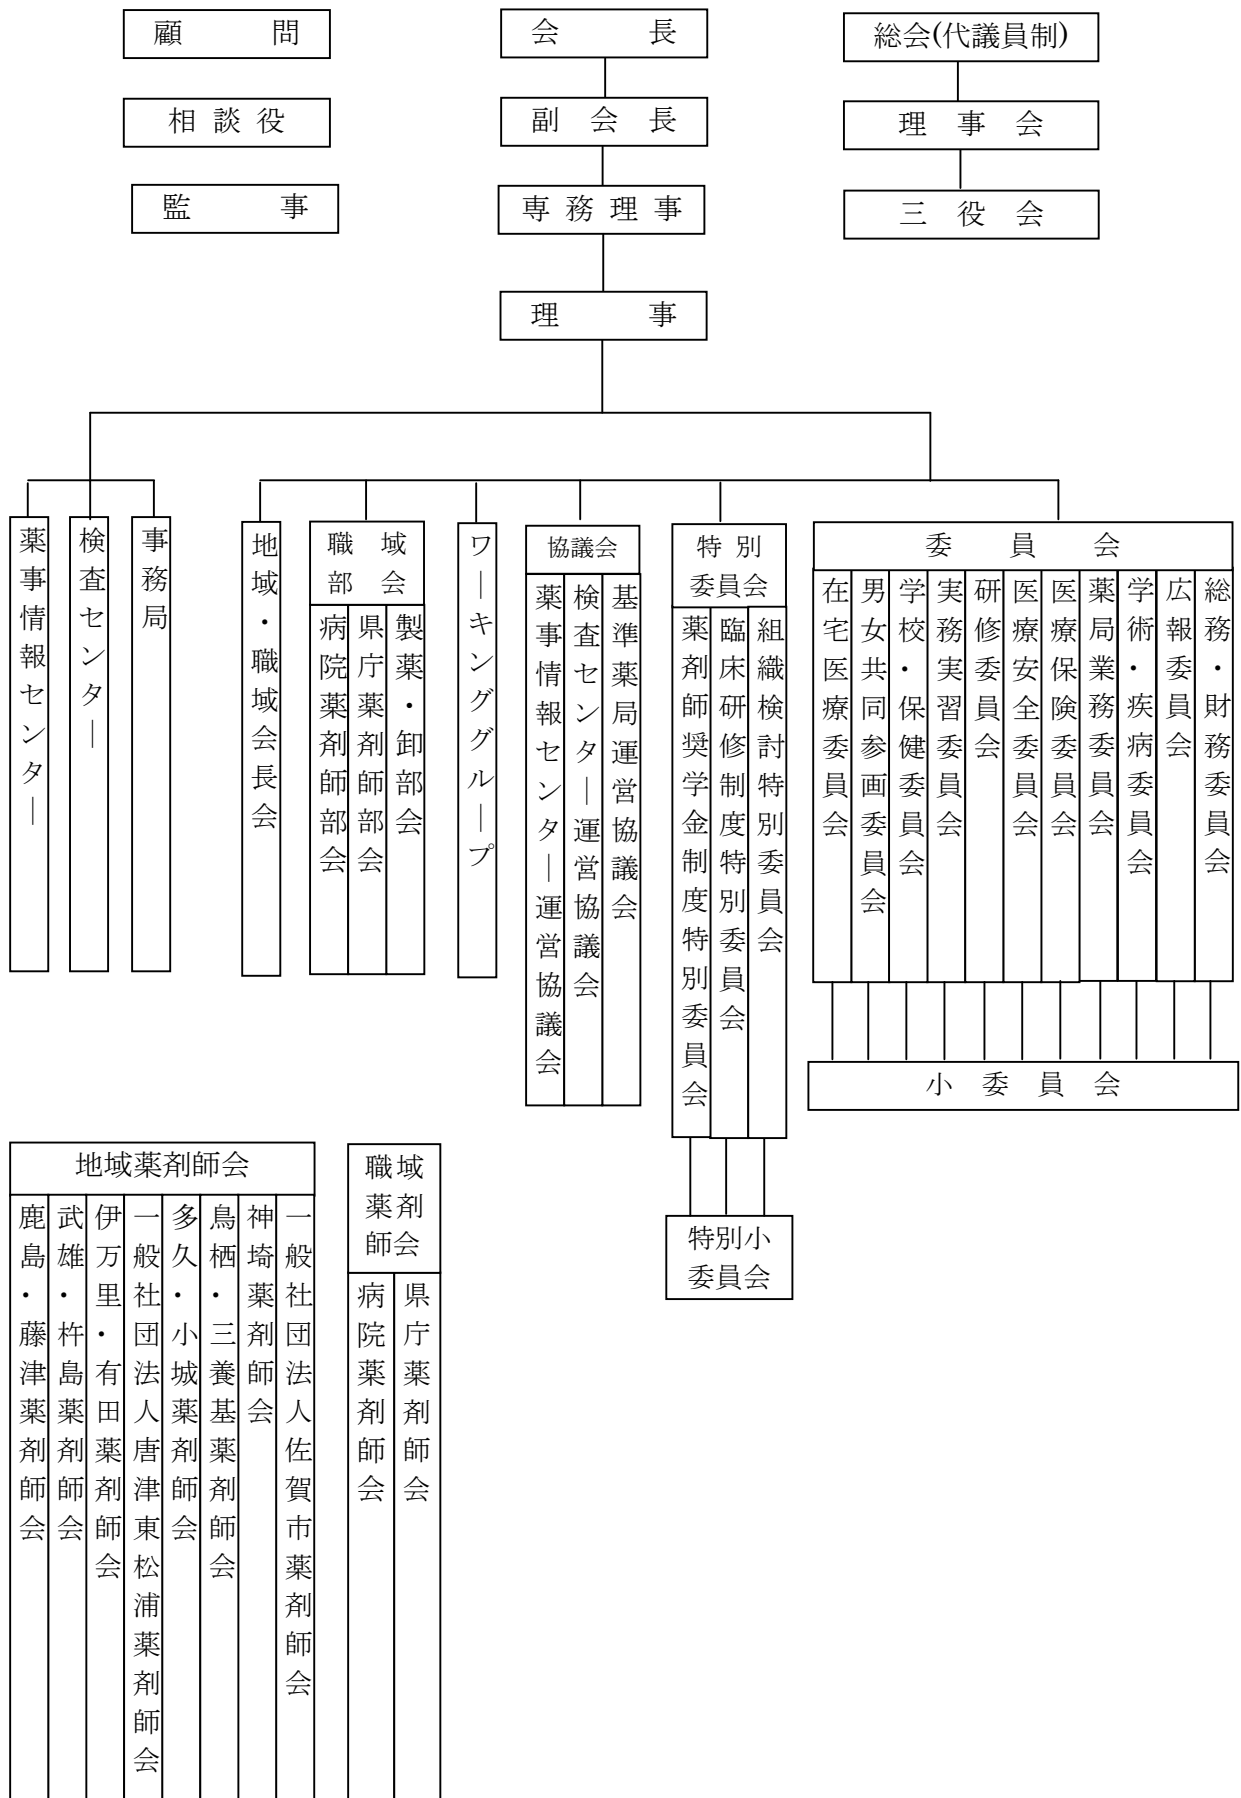 顧問
会長
総会(代議員制)
相談役
副会長
理事会
監事
専務理事
三役会
理事
薬事情報センター
検査センター
事務局
地域・職域会長会
職域
部会
病院薬剤師部会
県庁薬剤師部会
製薬・卸部会
ワーキンググループ
協議会
薬事情報センター運営協議会
検査センター運営協議会
基準薬局運営協議会
特別
委員会
薬剤師奨学金制度特別委員会
臨床研修制度特別委員会
組織検討特別委員会
委員会
在宅医療委員会
男女共同参画委員会
学校・保健委員会
実務実習委員会
研修委員会
医療安全委員会
医療保険委員会
薬局業務委員会
学術・疾病委員会
広報委員会
総務・財務委員会
小委員会
特別小
委員会
地域薬剤師会
鹿島・藤津薬剤師会
武雄・杵島薬剤師会
伊万里・有田薬剤師会
一般社団法人唐津東松浦薬剤師会
多久・小城薬剤師会
鳥栖・三養基薬剤師会
神埼薬剤師会
一般社団法人佐賀市薬剤師会
職域
薬剤
師会
病院薬剤師会
県庁薬剤師会